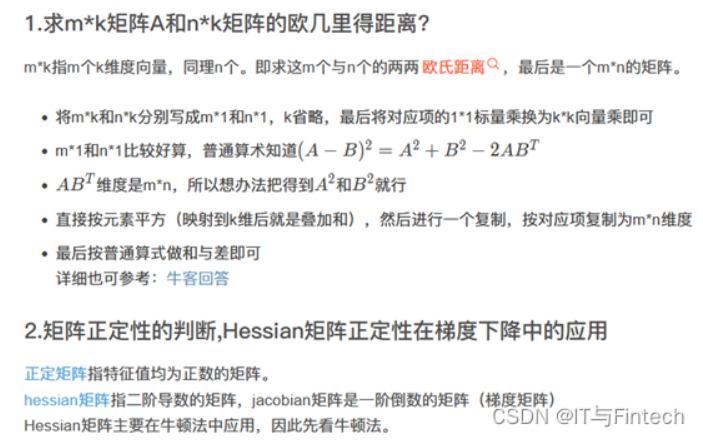 1.求m*k矩阵A和n*k矩阵的欧几里得距离?
m*k指m个k维度向量，同理n个。即求这m个与n个的两两 欧氏距离 ，最后是一个m*n的矩阵。
• 将m*k和n*k分别写成m*1和n*1，k省略，最后将对应项的1*1标量乘换为k*k向量乘即可
• m*1和n*1比较好算，普通算术知道(A − B)² = A² + B² − 2ABᵀ
• ABᵀ维度是m*n，所以想办法把得到A²和B²就行
• 直接按元素平方（映射到k维后就是叠加和），然后进行一个复制，按对应项复制为m*n维度
• 最后按普通算式做和与差即可
详细也可参考：牛客回答
2.矩阵正定性的判断,Hessian矩阵正定性在梯度下降中的应用
正定矩阵指特征值均为正数的矩阵。
hessian矩阵指二阶导数的矩阵，jacobian矩阵是一阶倒数的矩阵（梯度矩阵）
Hessian矩阵主要在牛顿法中应用，因此先看牛顿法。
CSDN @IT与Fintech